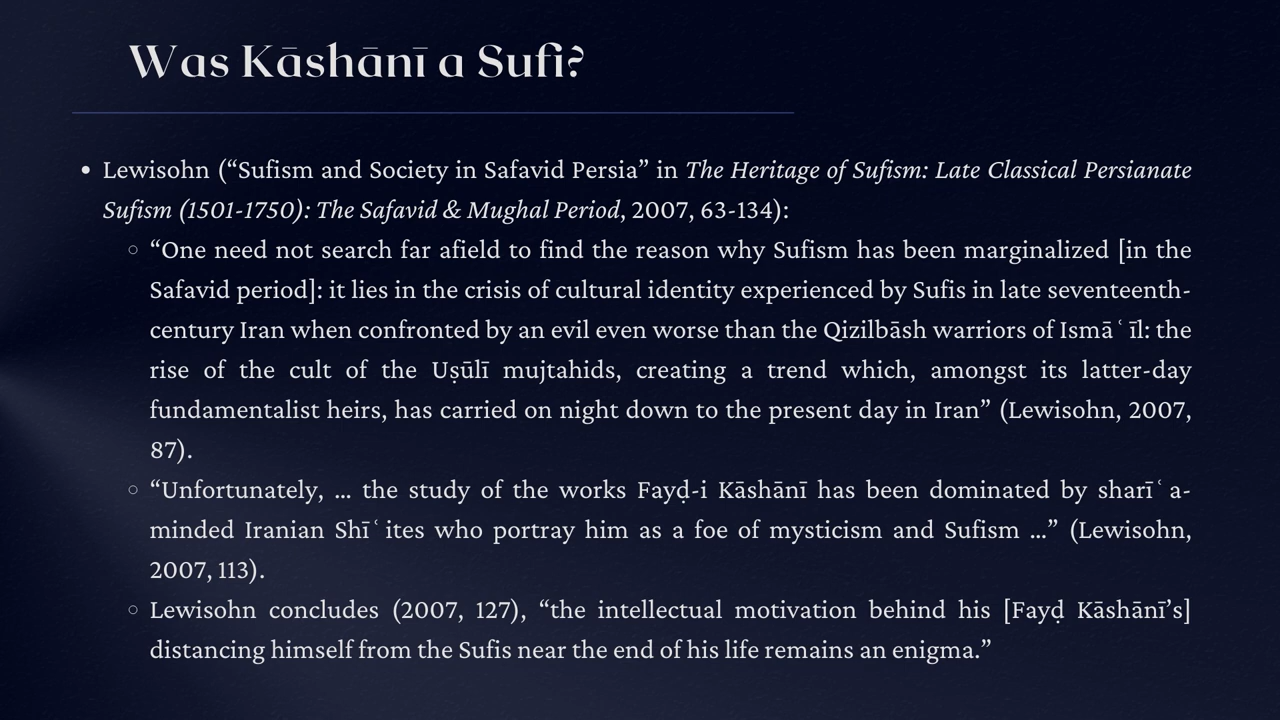 Was Kāshānī a Sufi?
• Lewisohn (“Sufism and Society in Safavid Persia” in The Heritage of Sufism: Late Classical Persianate
Sufism (1501-1750): The Safavid & Mughal Period, 2007, 63-134):
○ “One need not search far afield to find the reason why Sufism has been marginalized [in the
Safavid period]: it lies in the crisis of cultural identity experienced by Sufis in late seventeenth-
century Iran when confronted by an evil even worse than the Qizilbāsh warriors of Ismāʿīl: the
rise of the cult of the Uṣūlī mujtahids, creating a trend which, amongst its latter-day
fundamentalist heirs, has carried on night down to the present day in Iran” (Lewisohn, 2007,
87).
○ “Unfortunately, … the study of the works Fayḍ-i Kāshānī has been dominated by sharīʿa-
minded Iranian Shīʿites who portray him as a foe of mysticism and Sufism …” (Lewisohn,
2007, 113).
○ Lewisohn concludes (2007, 127), “the intellectual motivation behind his [Fayḍ Kāshānī’s]
distancing himself from the Sufis near the end of his life remains an enigma.”